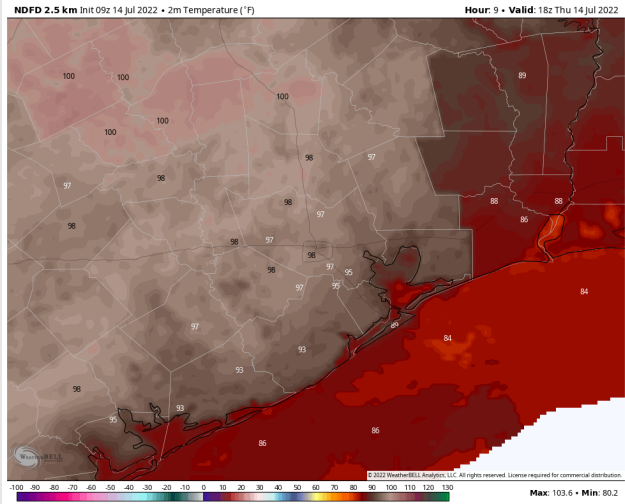 NDFD 2.5 km Init 09z 14 Jul 2022 • 2m Temperature (°F)
Hour: 9 • Valid: 18z Thu 14 Jul 2022
100 100 89
100
100
100
98 97
97 98
98 98 88 88
97 86
98 98 97
98
98 97 95
97 95 84
97 89
84
93
93
98
93
95
86
86
WeatherBELL
© 2022 WeatherBELL Analytics, LLC. All rights reserved. License required for commercial distribution.
-100 -90 -80 -70 -60 -50 -40 -30 -20 -10 0 10 20 30 40 50 60 70 80 90 100 110 120 130
Max: 103.6 • Min: 80.2